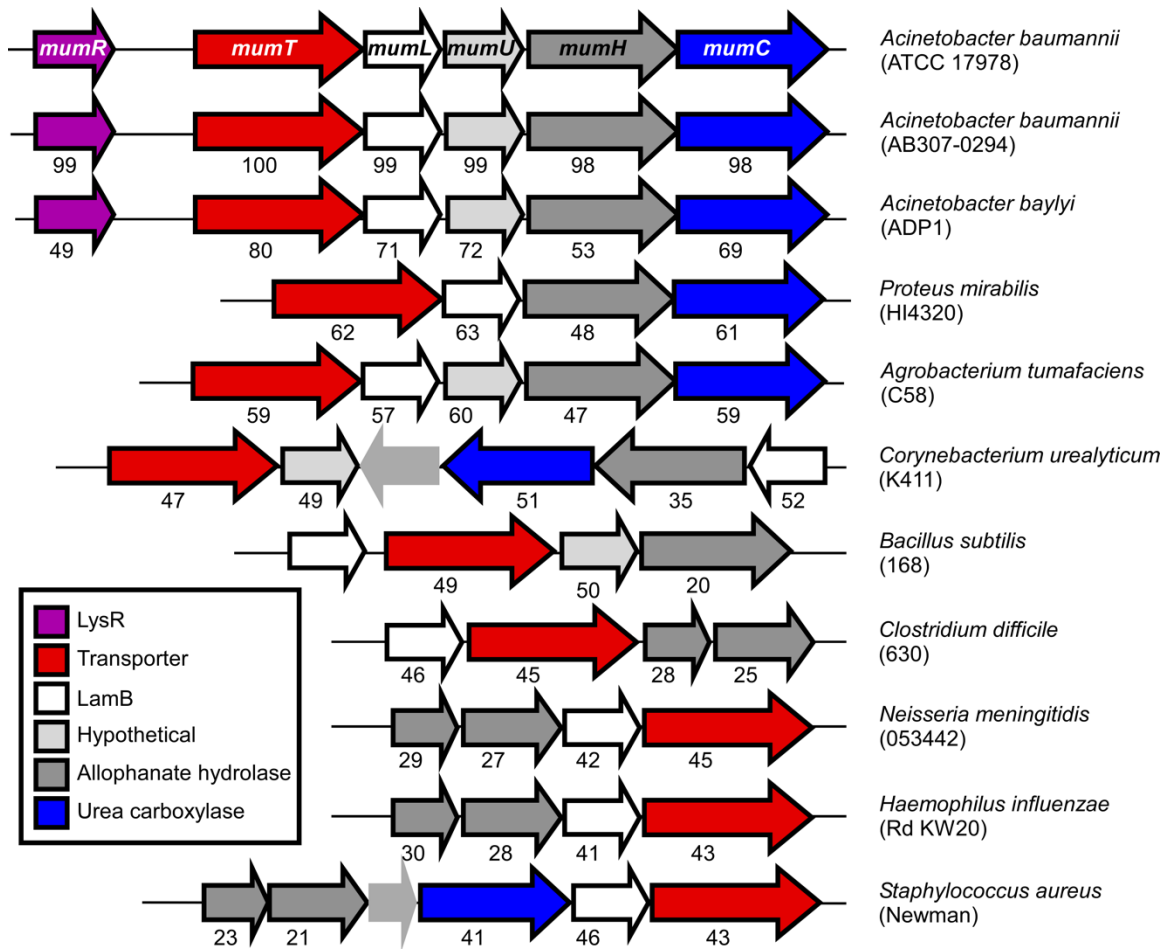 mumR mumT mumL mumU mumH mumC
Acinetobacter baumannii
(ATCC 17978)
Acinetobacter baumannii
(AB307-0294)
99 100 99 99 98 98
Acinetobacter baylyi
(ADP1)
49 80 71 72 53 69
Proteus mirabilis
(HI4320)
62 63 48 61
Agrobacterium tumafaciens
(C58)
59 57 60 47 59
Corynebacterium urealyticum
(K411)
47 49 51 35 52
Bacillus subtilis
(168)
49 50 20
Clostridium difficile
(630)
46 45 28 25
Neisseria meningitidis
(053442)
29 27 42 45
Haemophilus influenzae
(Rd KW20)
30 28 41 43
Staphylococcus aureus
(Newman)
23 21 41 46 43
LysR
Transporter
LamB
Hypothetical
Allophanate hydrolase
Urea carboxylase